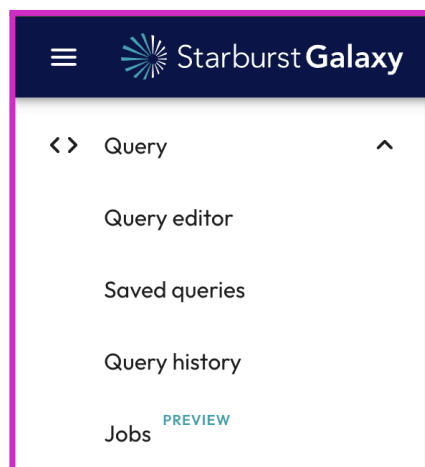 Starburst Galaxy
Query
Query editor
Saved queries
Query history
Jobs PREVIEW